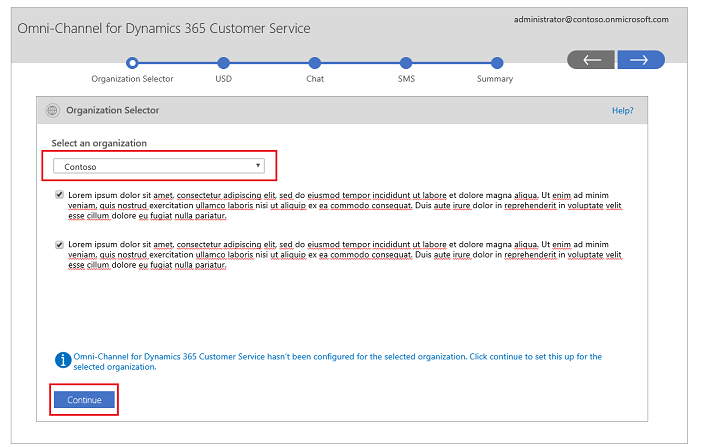 administrator@contoso.onmicrosoft.com
Omni-Channel for Dynamics 365 Customer Service
Organization Selector USD Chat SMS Summary
Organization Selector Help?
Select an organization
Contoso
Lorem ipsum dolor sit amet, consectetur adipiscing elit, sed do eiusmod tempor incididunt ut labore et dolore magna aliqua. Ut enim ad minim
veniam, quis nostrud exercitation ullamco laboris nisi ut aliquip ex ea commodo consequat. Duis aute irure dolor in reprehenderit in voluptate velit
esse cillum dolore eu fugiat nulla pariatur.
Lorem ipsum dolor sit amet, consectetur adipiscing elit, sed do eiusmod tempor incididunt ut labore et dolore magna aliqua. Ut enim ad minim
veniam, quis nostrud exercitation ullamco laboris nisi ut aliquip ex ea commodo consequat. Duis aute irure dolor in reprehenderit in voluptate velit
esse cillum dolore eu fugiat nulla pariatur.
Omni-Channel for Dynamics 365 Customer Service hasn't been configured for the selected organization. Click continue to set this up for the
selected organization.
Continue